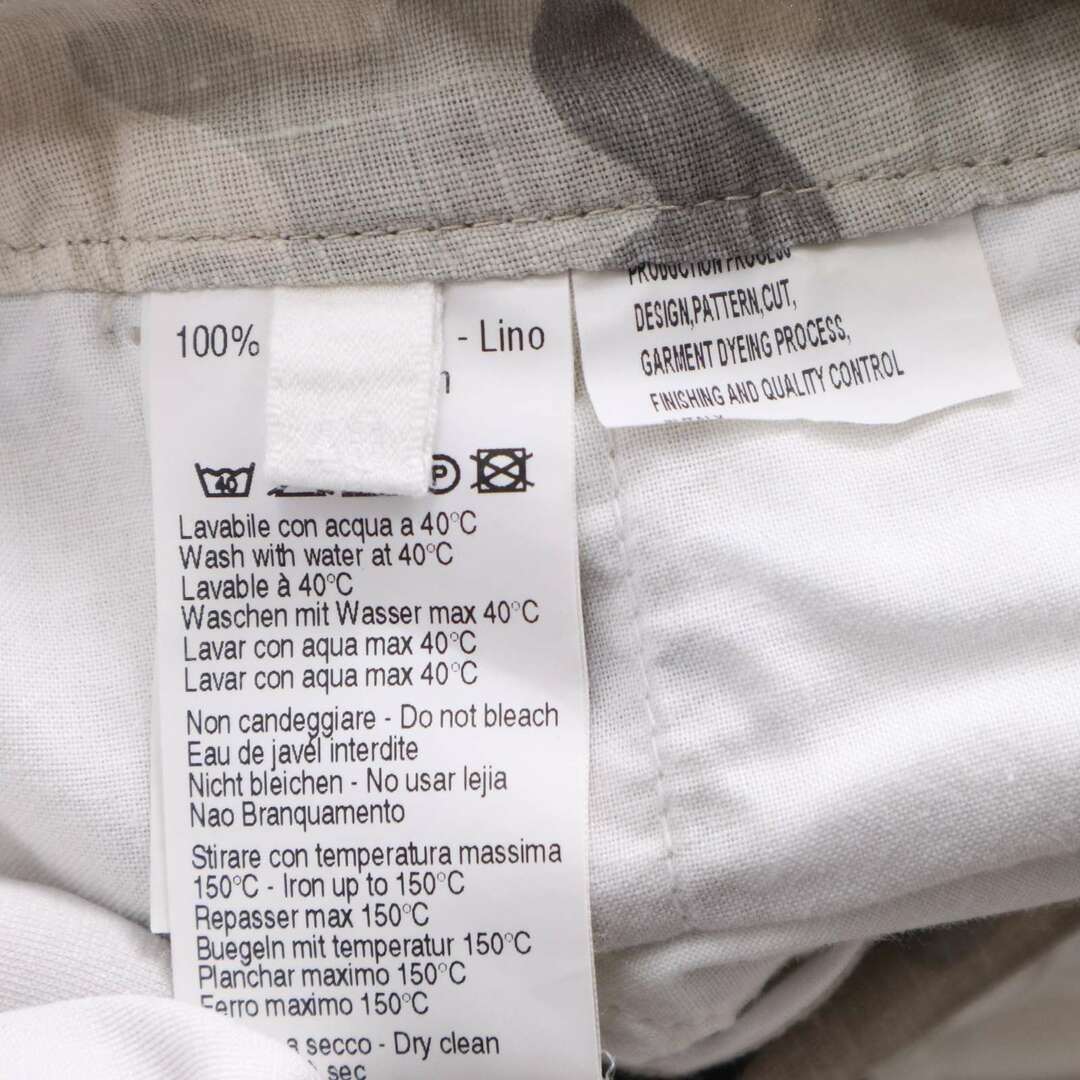 100% - Lino
40 P
Lavabile con acqua a 40°C
Wash with water at 40°C
Lavable à 40°C
Waschen mit Wasser max 40°C
Lavar con aqua max 40°C
Lavar con aqua max 40°C
Non candeggiare - Do not bleach
Eau de javel interdite
Nicht bleichen - No usar lejia
Nao Branquamento
Stirare con temperatura massima
150°C - Iron up to 150°C
Repasser max 150°C
Buegeln mit temperatur 150°C
Planchar maximo 150°C
Ferro maximo 150°C
a secco - Dry clean
sec
PRODUCTION PROCESS
DESIGN,PATTERN,CUT,
GARMENT DYEING PROCESS,
FINISHING AND QUALITY CONTROL